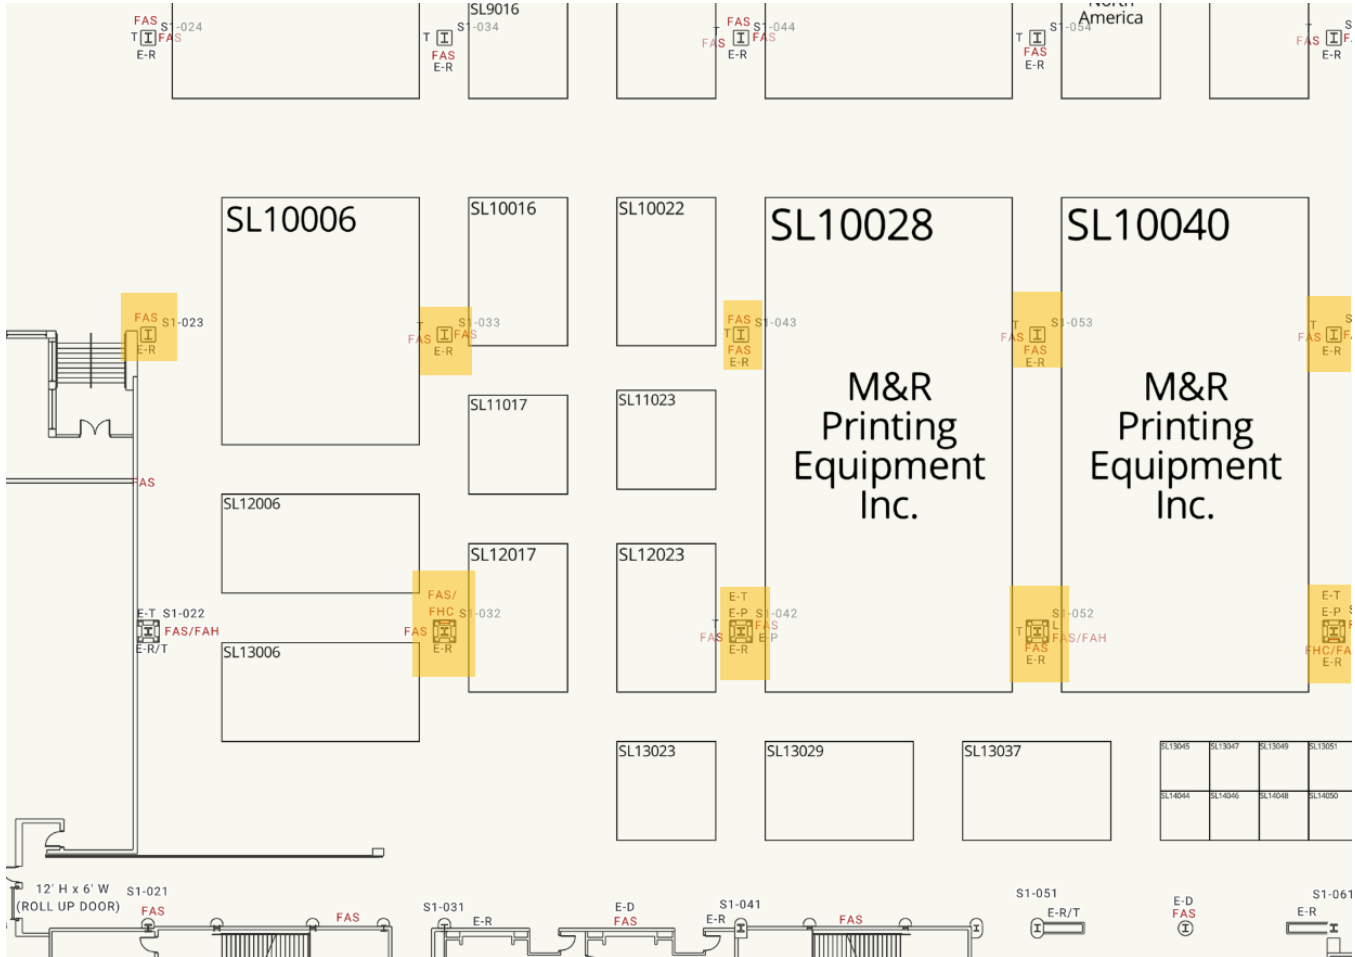 SL9016
North
America
FAS
S1-024
T
FAS
E-R
S1-034
T
FAS
E-R
FAS
S1-044
T
FAS
FAS
E-R
S1-054
T
FAS
E-R
FAS
E-R
SL10006
SL10016
SL10022
SL10028
SL10040
FAS
S1-023
E-R
T
S1-033
FAS
FAS
E-R
FAS
S1-043
T
FAS
E-R
T
S1-053
FAS
FAS
E-R
T
FAS
E-R
M&R
Printing
Equipment
Inc.
M&R
Printing
Equipment
Inc.
SL11017
SL11023
FAS
SL12006
SL12017
SL12023
E-T
S1-022
FAS/FAH
E-R/T
FAS/
FHC
S1-032
FAS
E-R
E-T
E-P
S1-042
T
FAS
FAS
E-P
E-R
S1-052
L
T
FAS/FAH
FAS
E-R
E-T
E-P
FHC/FA
E-R
SL13006
SL13023
SL13029
SL13037
SL13045
SL13047
SL13049
SL13051
SL14044
SL14046
SL14048
SL14050
12' H x 6' W
(ROLL UP DOOR)
S1-021
FAS
FAS
S1-031
E-R
E-D
FAS
E-R
S1-041
FAS
S1-051
E-R/T
E-D
FAS
E-R
S1-061